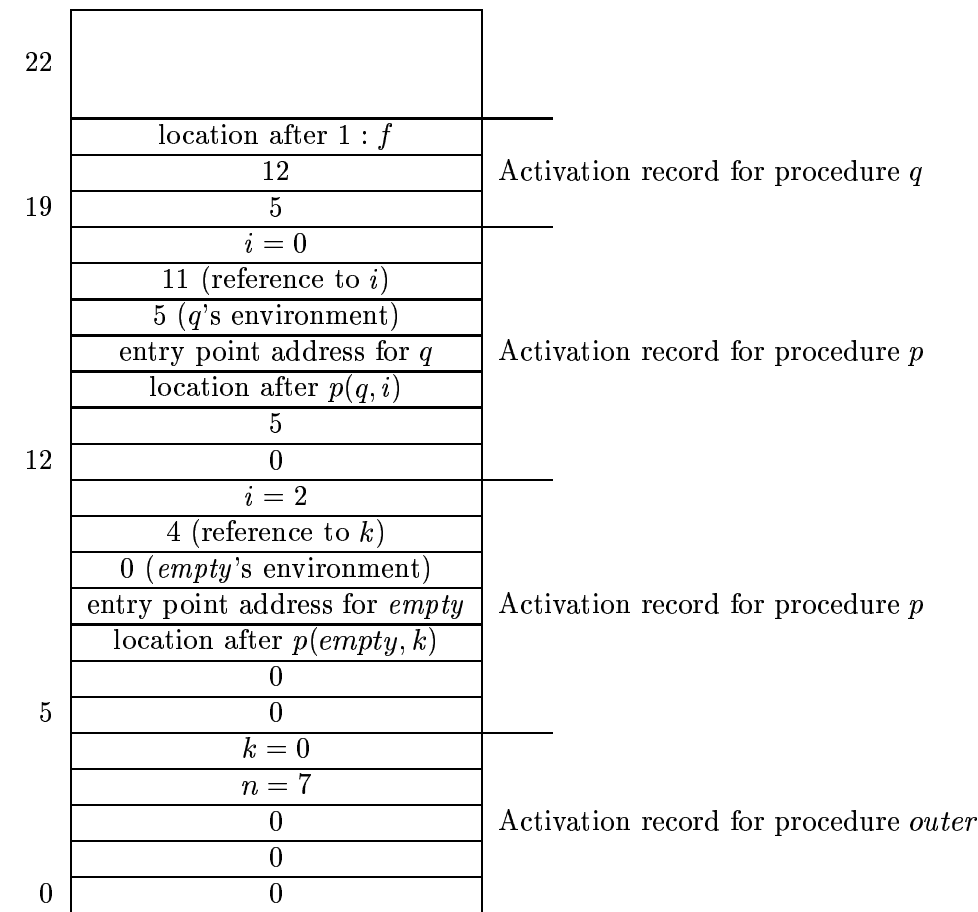 22
location after 1 : f
12
Activation record for procedure q
19
5
i = 0
11 (reference to i)
5 (q's environment)
entry point address for q
Activation record for procedure p
location after p(q, i)
5
12
0
i = 2
4 (reference to k)
0 (empty's environment)
entry point address for empty
Activation record for procedure p
location after p(empty, k)
0
5
0
k = 0
n = 7
0
Activation record for procedure outer
0
0
0